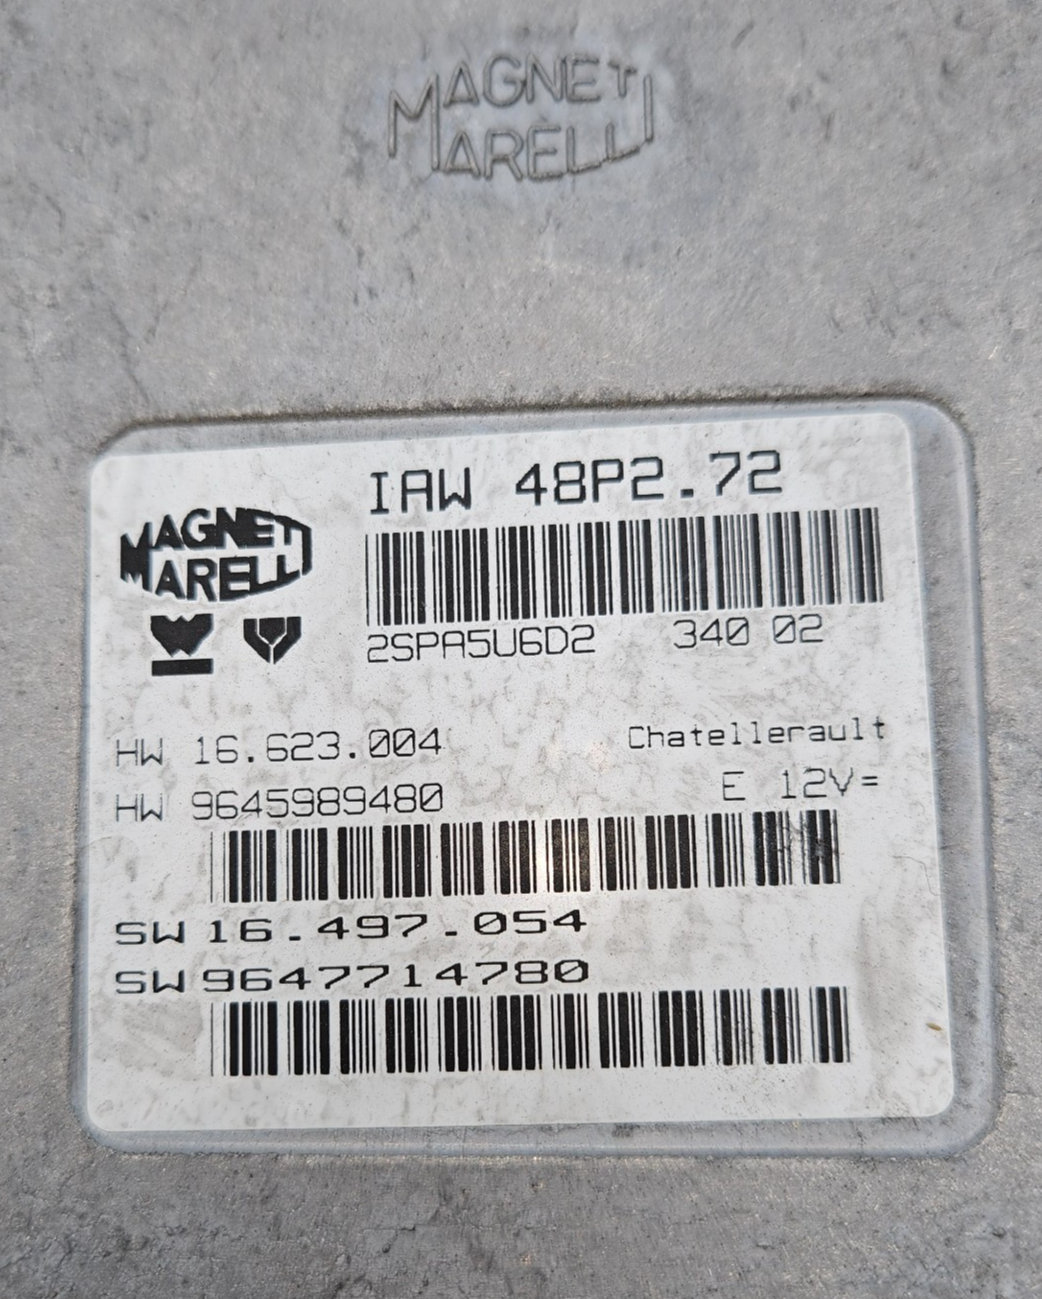 MAGNETI
MARELLI
IAW 48P2.72
MAGNETI
MARELLI
2SPA5U6D2 340 02
HW 16.623.004 Chatellerault
HW 9645989480 E 12V=
SW 16.497.054
SW 9647714780